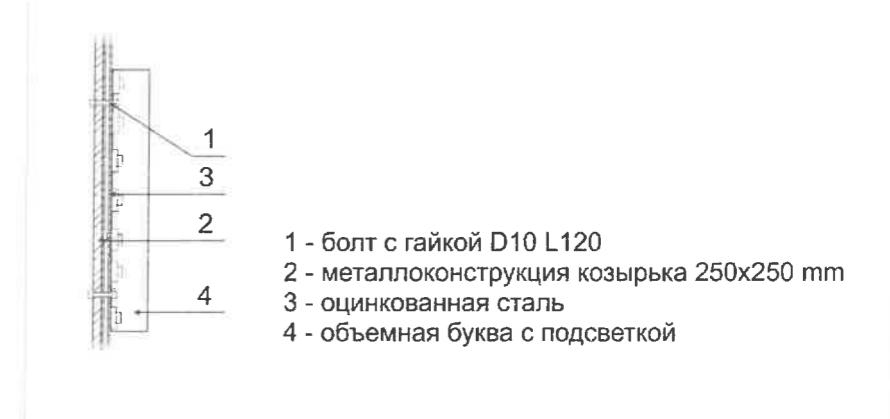 1
3
2
4
1 - болт с гайкой D10 L120
2 - металлоконструкция козырька 250x250 mm
3 - оцинкованная сталь
4 - объемная буква с подсветкой